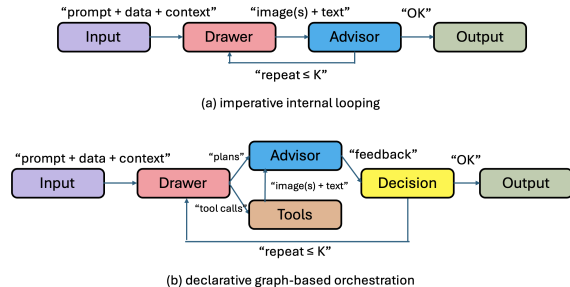 “prompt + data + context” “image(s) + text” “OK”
Input Drawer Advisor Output
“repeat ≤ K”
(a) imperative internal looping
“prompt + data + context” “plans” Advisor “feedback” “OK”
Input Drawer “image(s) + text” Decision Output
“tool calls” Tools
“repeat ≤ K”
(b) declarative graph-based orchestration